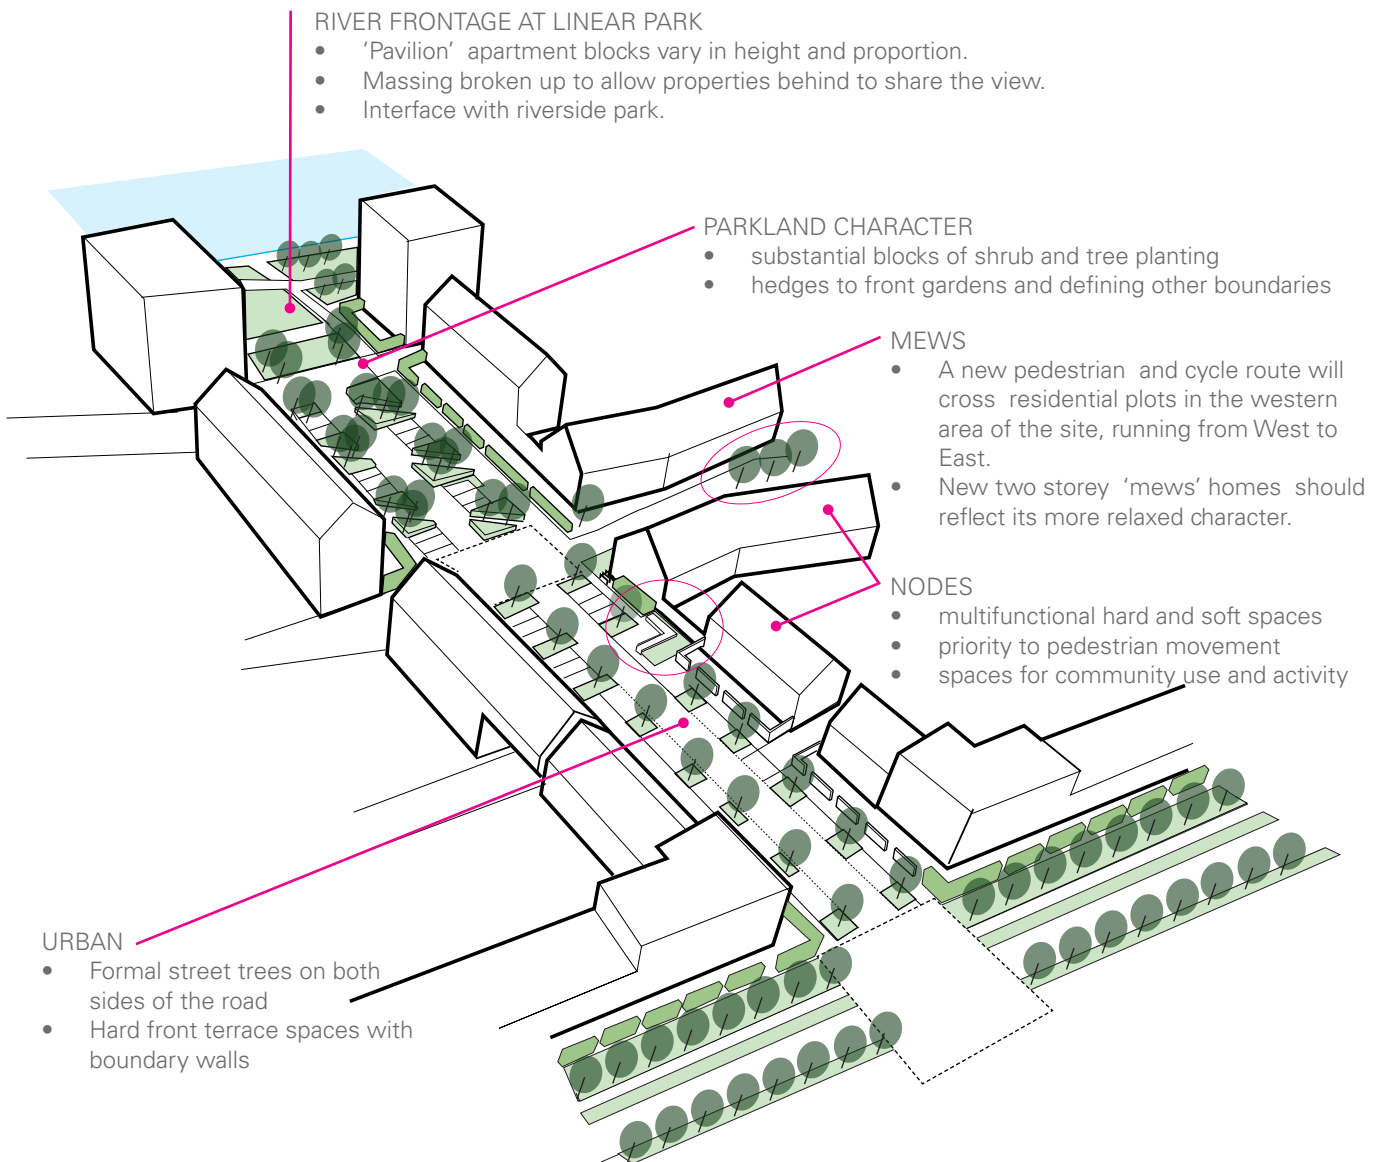 RIVER FRONTAGE AT LINEAR PARK
• 'Pavilion' apartment blocks vary in height and proportion.
• Massing broken up to allow properties behind to share the view.
• Interface with riverside park.
PARKLAND CHARACTER
• substantial blocks of shrub and tree planting
• hedges to front gardens and defining other boundaries
MEWS
• A new pedestrian and cycle route will
cross residential plots in the western
area of the site, running from West to
East.
• New two storey 'mews' homes should
reflect its more relaxed character.
NODES
• multifunctional hard and soft spaces
• priority to pedestrian movement
• spaces for community use and activity
URBAN
• Formal street trees on both
sides of the road
• Hard front terrace spaces with
boundary walls